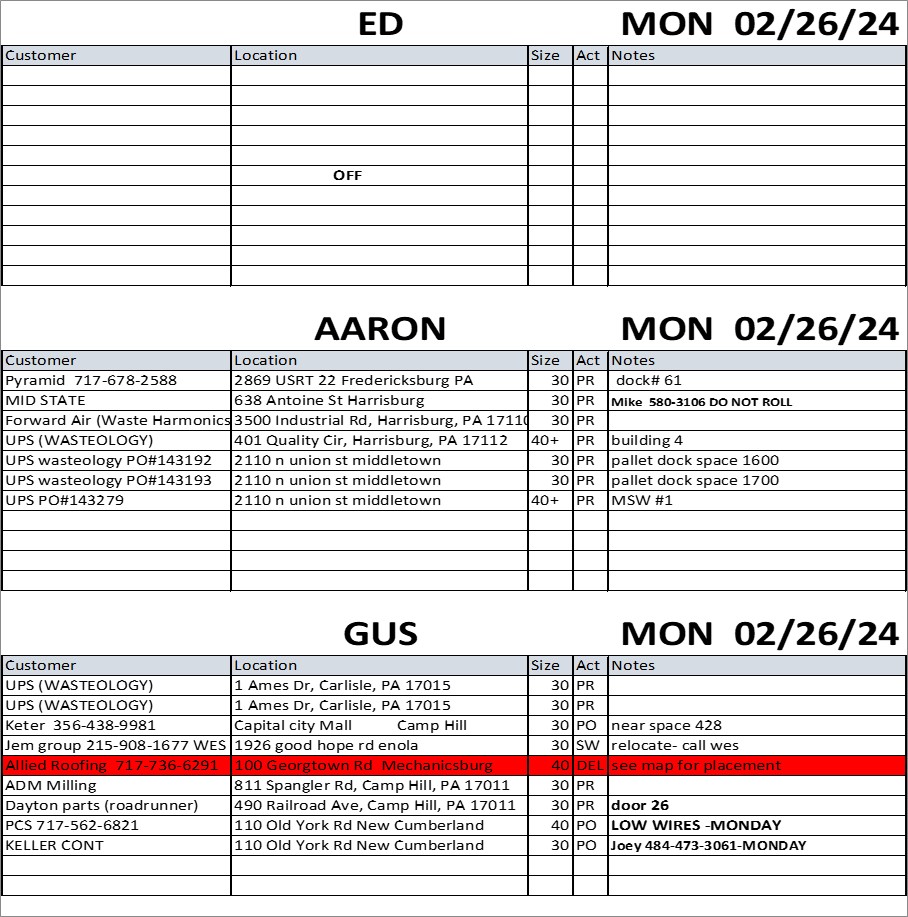 ED MON 02/26/24
Customer Location Size Act Notes
OFF
AARON MON 02/26/24
Customer Location Size Act Notes
Pyramid 717-678-2588 2869 USRT 22 Fredericksburg PA 30 PR dock# 61
MID STATE 638 Antoine St Harrisburg 30 PR Mike 580-3106 DO NOT ROLL
Forward Air (Waste Harmonics 3500 Industrial Rd, Harrisburg, PA 17110 30 PR
UPS (WASTEOLOGY) 401 Quality Cir, Harrisburg, PA 17112 40+ PR building 4
UPS wasteology PO#143192 2110 n union st middletown 30 PR pallet dock space 1600
UPS wasteology PO#143193 2110 n union st middletown 30 PR pallet dock space 1700
UPS PO#143279 2110 n union st middletown 40+ PR MSW #1
GUS MON 02/26/24
Customer Location Size Act Notes
UPS (WASTEOLOGY) 1 Ames Dr, Carlisle, PA 17015 30 PR
UPS (WASTEOLOGY) 1 Ames Dr, Carlisle, PA 17015 30 PR
Keter 356-438-9981 Capital city Mall Camp Hill 30 PO near space 428
Jem group 215-908-1677 WES 1926 good hope rd enola 30 SW relocate- call wes
Allied Roofing 717-736-6291 100 Georgtown Rd Mechanicsburg 40 DEL see map for placement
ADM Milling 811 Spangler Rd, Camp Hill, PA 17011 30 PR
Dayton parts (roadrunner) 490 Railroad Ave, Camp Hill, PA 17011 30 PR door 26
PCS 717-562-6821 110 Old York Rd New Cumberland 40 PO LOW WIRES -MONDAY
KELLER CONT 110 Old York Rd New Cumberland 30 PO Joey 484-473-3061-MONDAY